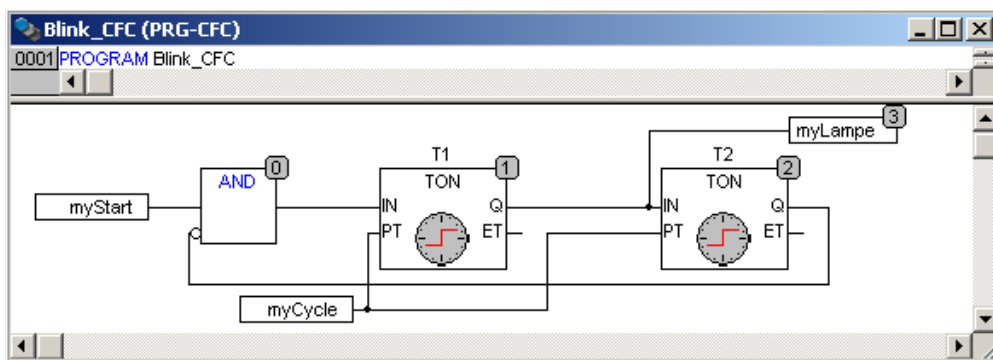 Blink_CFC (PRG-CFC)
0001 PROGRAM Blink_CFC
3
myLampe
T1
T2
0
1
2
AND
TON
TON
myStart
IN Q
IN Q
PT ET
PT ET
myCycle